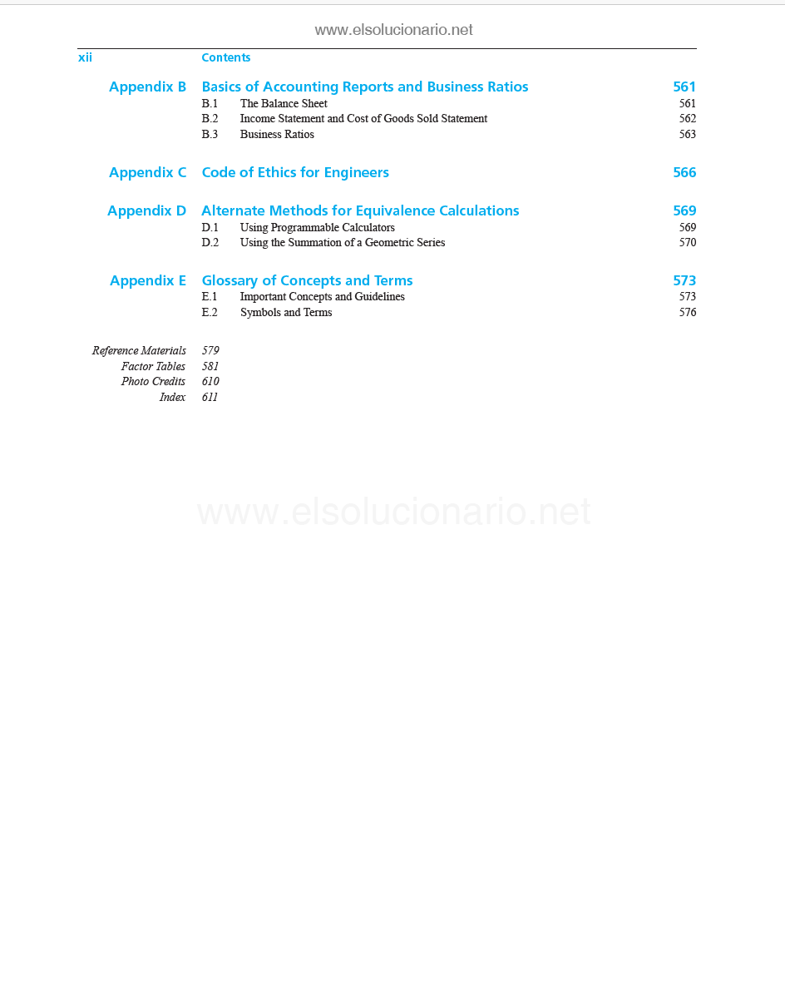 www.elsolucionario.net
xii Contents
Appendix B Basics of Accounting Reports and Business Ratios 561
B.1 The Balance Sheet 561
B.2 Income Statement and Cost of Goods Sold Statement 562
B.3 Business Ratios 563
Appendix C Code of Ethics for Engineers 566
Appendix D Alternate Methods for Equivalence Calculations 569
D.1 Using Programmable Calculators 569
D.2 Using the Summation of a Geometric Series 570
Appendix E Glossary of Concepts and Terms 573
E.1 Important Concepts and Guidelines 573
E.2 Symbols and Terms 576
Reference Materials 579
Factor Tables 581
Photo Credits 610
Index 611
www.elsolucionario.net